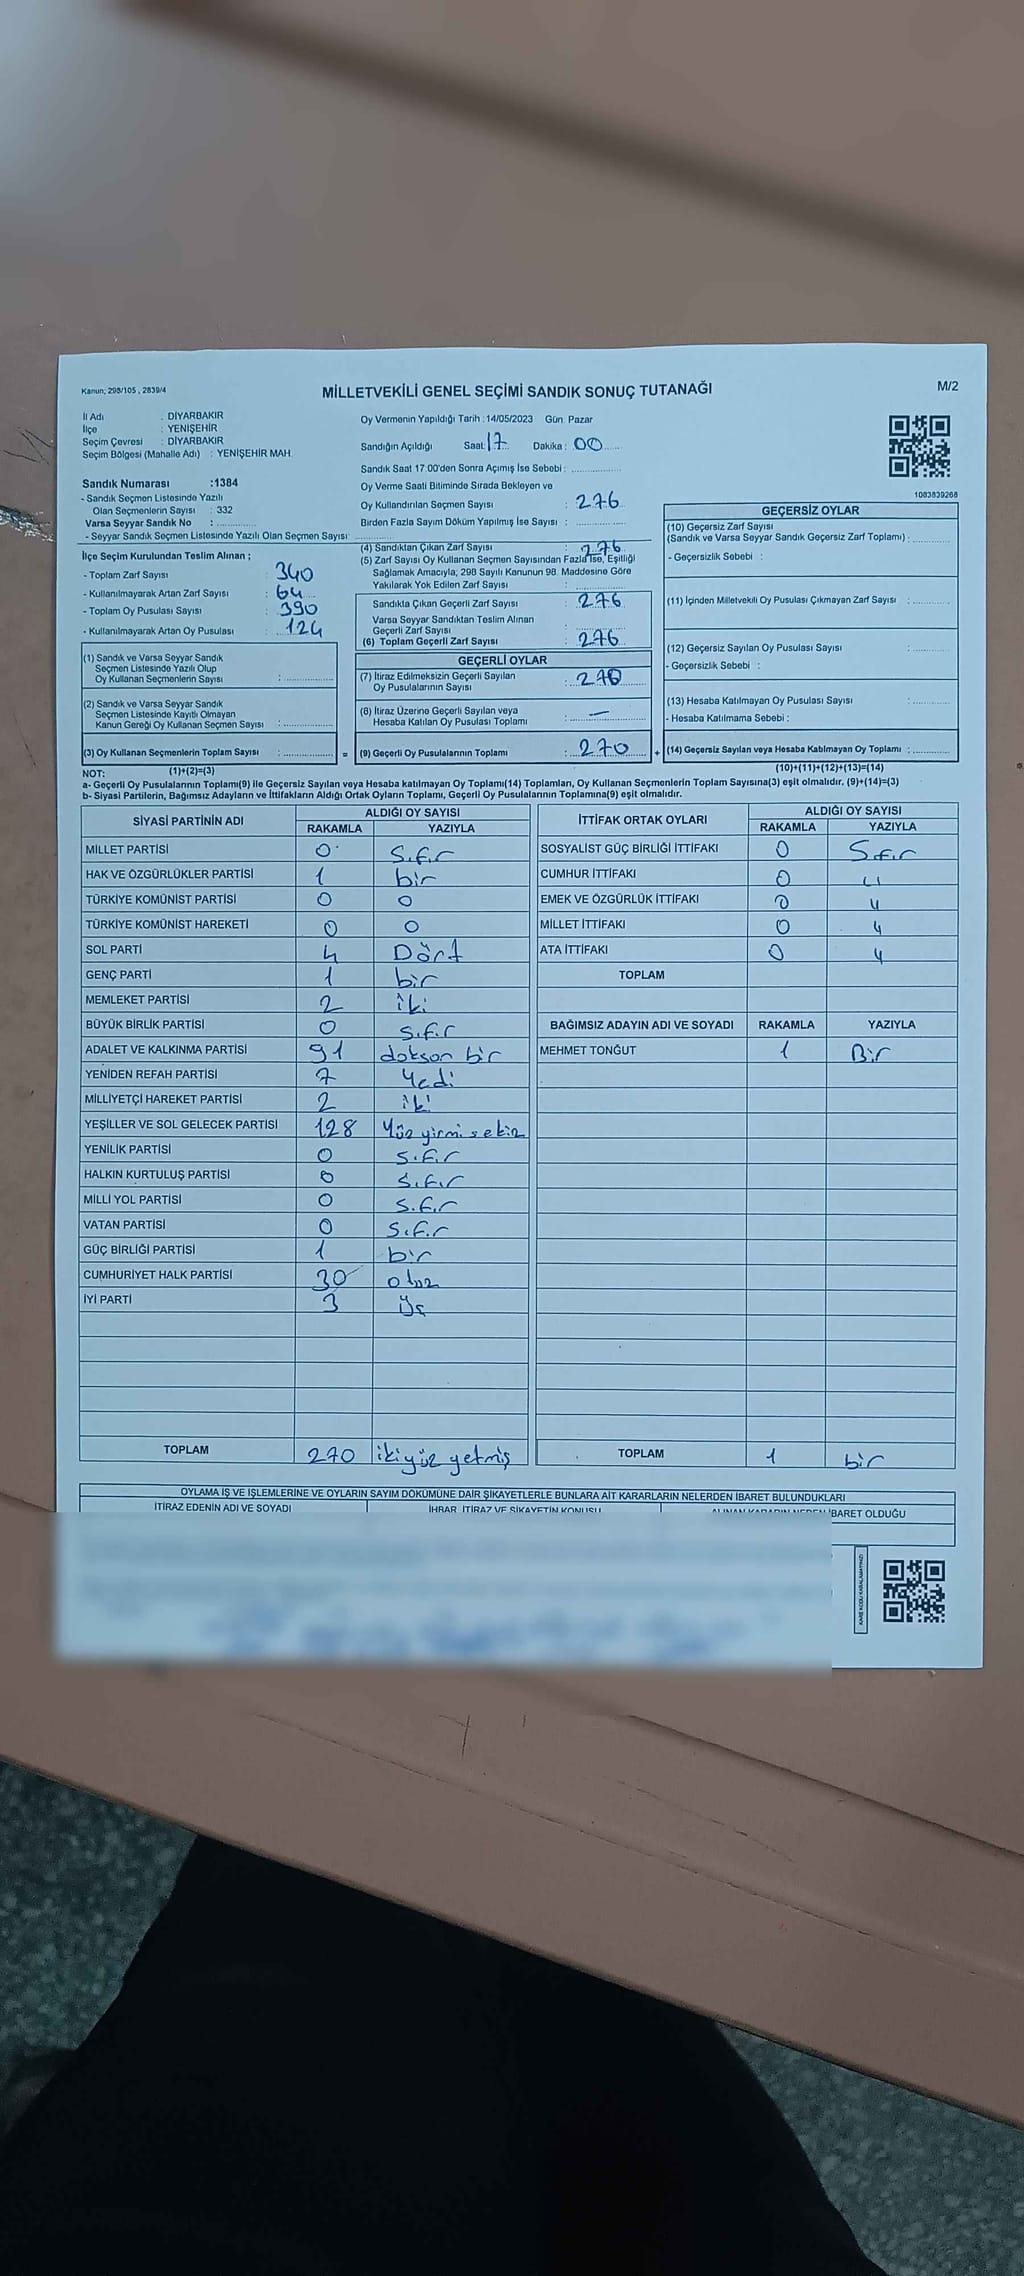 Kanun; 298/105 , 2839/4
MİLLETVEKİLİ GENEL SEÇİMİ SANDIK SONUÇ TUTANAĞI
M/2
İl Adı : DİYARBAKIR
İlçe : YENİŞEHİR
Seçim Çevresi : DİYARBAKIR
Seçim Bölgesi (Mahalle Adı) : YENİŞEHİR MAH.
Sandık Numarası :1384
- Sandık Seçmen Listesinde Yazılı
Olan Seçmenlerin Sayısı : 332
Varsa Seyyar Sandık No :
- Seyyar Sandık Seçmen Listesinde Yazılı Olan Seçmen Sayısı:
Oy Vermenin Yapıldığı Tarih : 14/05/2023 Gün: Pazar
Sandığın Açıldığı Saat: 17 Dakika : 00
Sandık Saat 17.00'den Sonra Açımış İse Sebebi :
Oy Verme Saati Bitiminde Sırada Bekleyen ve
Oy Kullandırılan Seçmen Sayısı : 276
Birden Fazla Sayım Döküm Yapılmış İse Sayısı :
1083839268
İlçe Seçim Kurulundan Teslim Alınan ;
- Toplam Zarf Sayısı : 340
- Kullanılmayarak Artan Zarf Sayısı : 64
- Toplam Oy Pusulası Sayısı : 390
- Kullanılmayarak Artan Oy Pusulası : 124
(1) Sandık ve Varsa Seyyar Sandık
Seçmen Listesinde Yazılı Olup
Oy Kullanan Seçmenlerin Sayısı :
(2) Sandık ve Varsa Seyyar Sandık
Seçmen Listesinde Kayıtlı Olmayan
Kanun Gereği Oy Kullanan Seçmen Sayısı :
(3) Oy Kullanan Seçmenlerin Toplam Sayısı :
(4) Sandıktan Çıkan Zarf Sayısı : 276
(5) Zarf Sayısı Oy Kullanan Seçmen Sayısından Fazla İse, Eşitliği
Sağlamak Amacıyla, 298 Sayılı Kanunun 98. Maddesine Göre
Yakılarak Yok Edilen Zarf Sayısı :
Sandıkta Çıkan Geçerli Zarf Sayısı : 276
Varsa Seyyar Sandıktan Teslim Alınan
Geçerli Zarf Sayısı :
(6) Toplam Geçerli Zarf Sayısı : 276
GEÇERLİ OYLAR
(7) İtiraz Edilmeksizin Geçerli Sayılan
Oy Pusulalarının Sayısı : 270
(8) İtiraz Üzerine Geçerli Sayılan veya
Hesaba Katılan Oy Pusulası Toplamı : —
= (9) Geçerli Oy Pusulalarının Toplamı : 270 +
GEÇERSİZ OYLAR
(10) Geçersiz Zarf Sayısı
(Sandık ve Varsa Seyyar Sandık Geçersiz Zarf Toplamı) :
- Geçersizlik Sebebi :
(11) İçinden Milletvekili Oy Pusulası Çıkmayan Zarf Sayısı :
(12) Geçersiz Sayılan Oy Pusulası Sayısı :
- Geçersizlik Sebebi :
(13) Hesaba Katılmayan Oy Pusulası Sayısı :
- Hesaba Katılmama Sebebi :
(14) Geçersiz Sayılan veya Hesaba Katılmayan Oy Toplamı :
NOT: (1)+(2)=(3)
(10)+(11)+(12)+(13)=(14)
a- Geçerli Oy Pusulalarının Toplamı(9) ile Geçersiz Sayılan veya Hesaba katılmayan Oy Toplamı(14) Toplamları, Oy Kullanan Seçmenlerin Toplam Sayısına(3) eşit olmalıdır. (9)+(14)=(3)
b- Siyasi Partilerin, Bağımsız Adayların ve İttifakların Aldığı Ortak Oyların Toplamı, Geçerli Oy Pusulalarının Toplamına(9) eşit olmalıdır.
SİYASİ PARTİNİN ADI ALDIĞI OY SAYISI
RAKAMLA YAZIYLA
MİLLET PARTİSİ 0 Sıfır
HAK VE ÖZGÜRLÜKLER PARTİSİ 1 bir
TÜRKİYE KOMÜNİST PARTİSİ 0 0
TÜRKİYE KOMÜNİST HAREKETİ 0 0
SOL PARTİ 4 Dört
GENÇ PARTİ 1 bir
MEMLEKET PARTİSİ 2 iki
BÜYÜK BİRLİK PARTİSİ 0 sıfır
ADALET VE KALKINMA PARTİSİ 91 doksan bir
YENİDEN REFAH PARTİSİ 7 Yedi
MİLLİYETÇİ HAREKET PARTİSİ 2 iki
YEŞİLLER VE SOL GELECEK PARTİSİ 128 Yüz yirmi sekiz
YENİLİK PARTİSİ 0 sıfır
HALKIN KURTULUŞ PARTİSİ 0 sıfır
MİLLİ YOL PARTİSİ 0 sıfır
VATAN PARTİSİ 0 sıfır
GÜÇ BİRLİĞİ PARTİSİ 1 bir
CUMHURİYET HALK PARTİSİ 30 otuz
İYİ PARTİ 3 Üç
TOPLAM 270 ikiyüz yetmiş
İTTİFAK ORTAK OYLARI ALDIĞI OY SAYISI
RAKAMLA YAZIYLA
SOSYALİST GÜÇ BİRLİĞİ İTTİFAKI 0 Sıfır
CUMHUR İTTİFAKI 0 "
EMEK VE ÖZGÜRLÜK İTTİFAKI 0 "
MİLLET İTTİFAKI 0 "
ATA İTTİFAKI 0 "
TOPLAM
BAĞIMSIZ ADAYIN ADI VE SOYADI RAKAMLA YAZIYLA
MEHMET TONĞUT 1 Bir
TOPLAM 1 bir
OYLAMA İŞ VE İŞLEMLERİNE VE OYLARIN SAYIM DÖKÜMÜNE DAİR ŞİKAYETLERLE BUNLARA AİT KARARLARIN NELERDEN İBARET BULUNDUKLARI
İTİRAZ EDENİN ADI VE SOYADI İHBAR, İTİRAZ VE ŞİKAYETİN KONUSU ALINAN KARARIN NEDEN İBARET OLDUĞU
KARE KODU KARALAMAYINIZ!